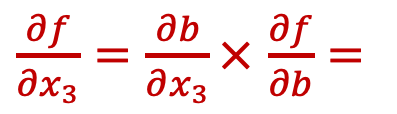 ∂f/∂x₃ = ∂b/∂x₃ × ∂f/∂b =